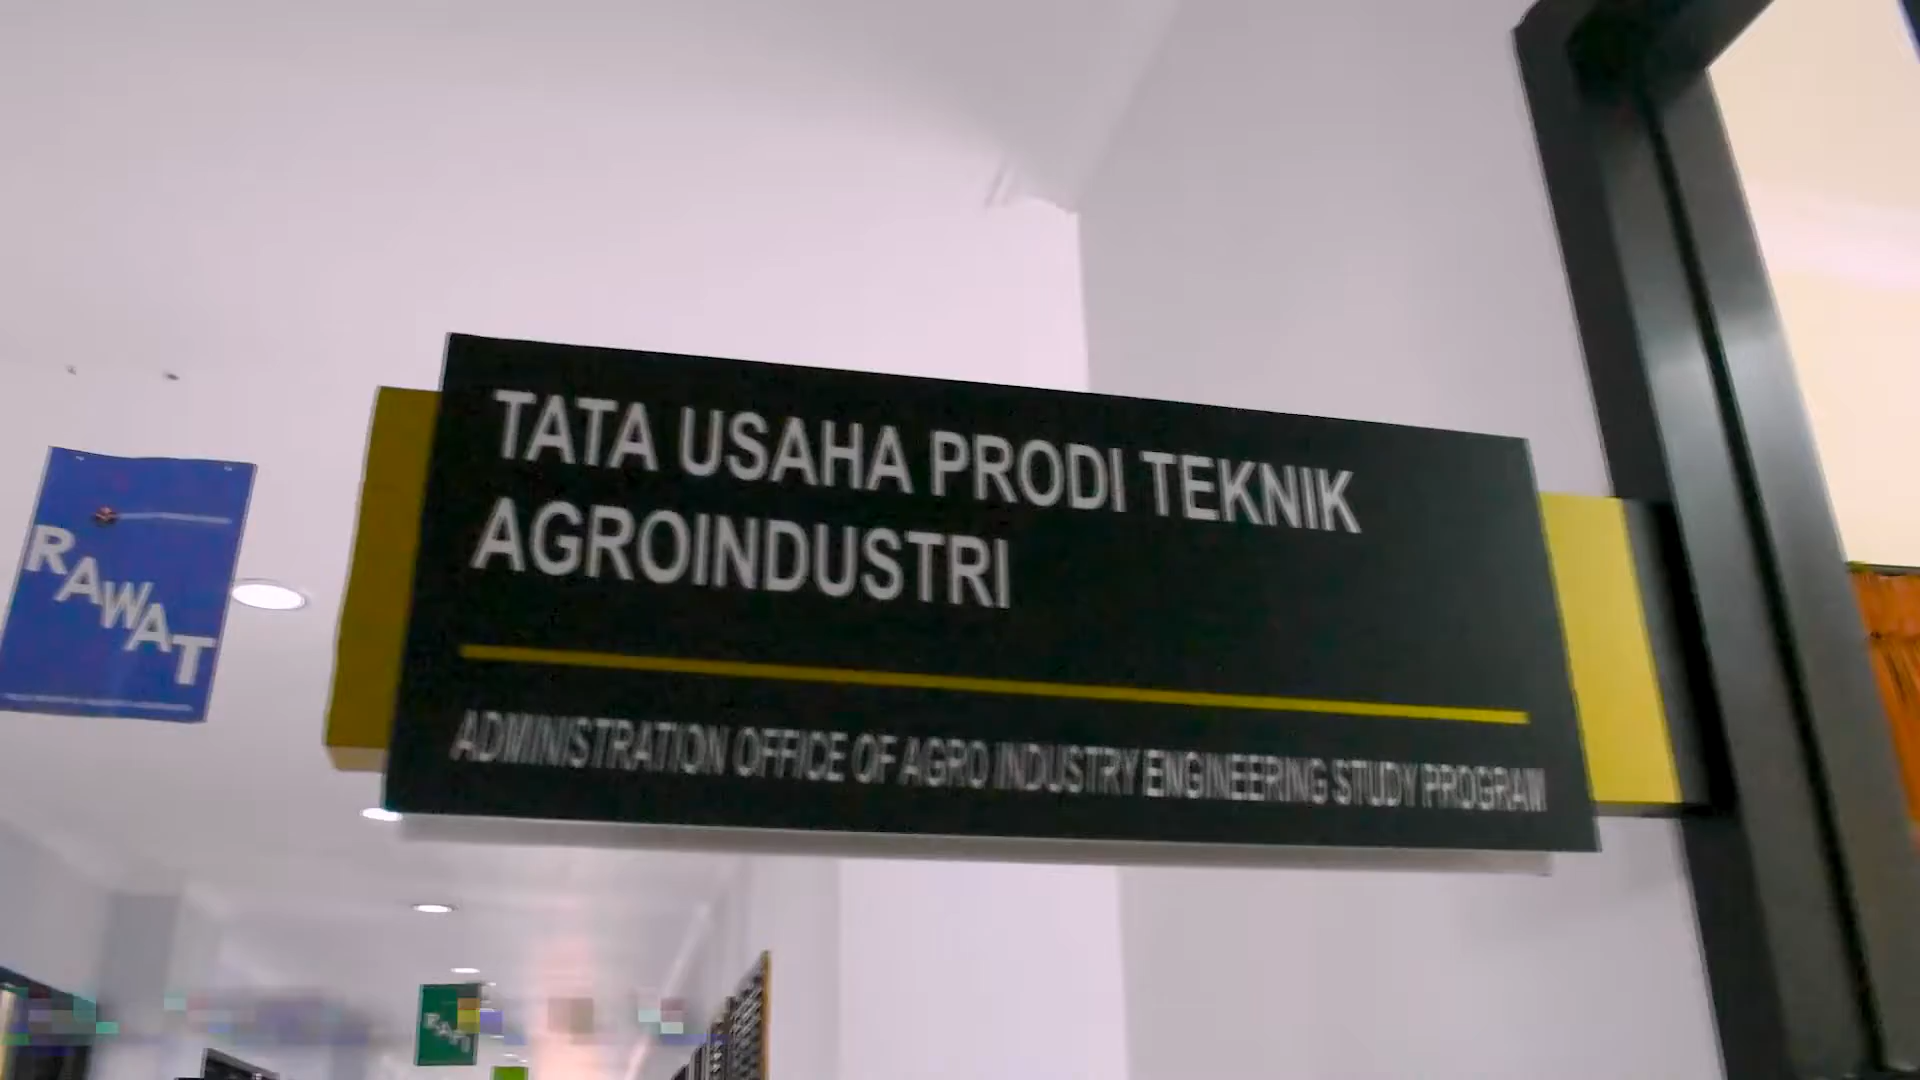 TATA USAHA PRODI TEKNIK
AGROINDUSTRI
ADMINISTRATION OFFICE OF AGRO INDUSTRY ENGINEERING STUDY PROGRAM
RAWAT